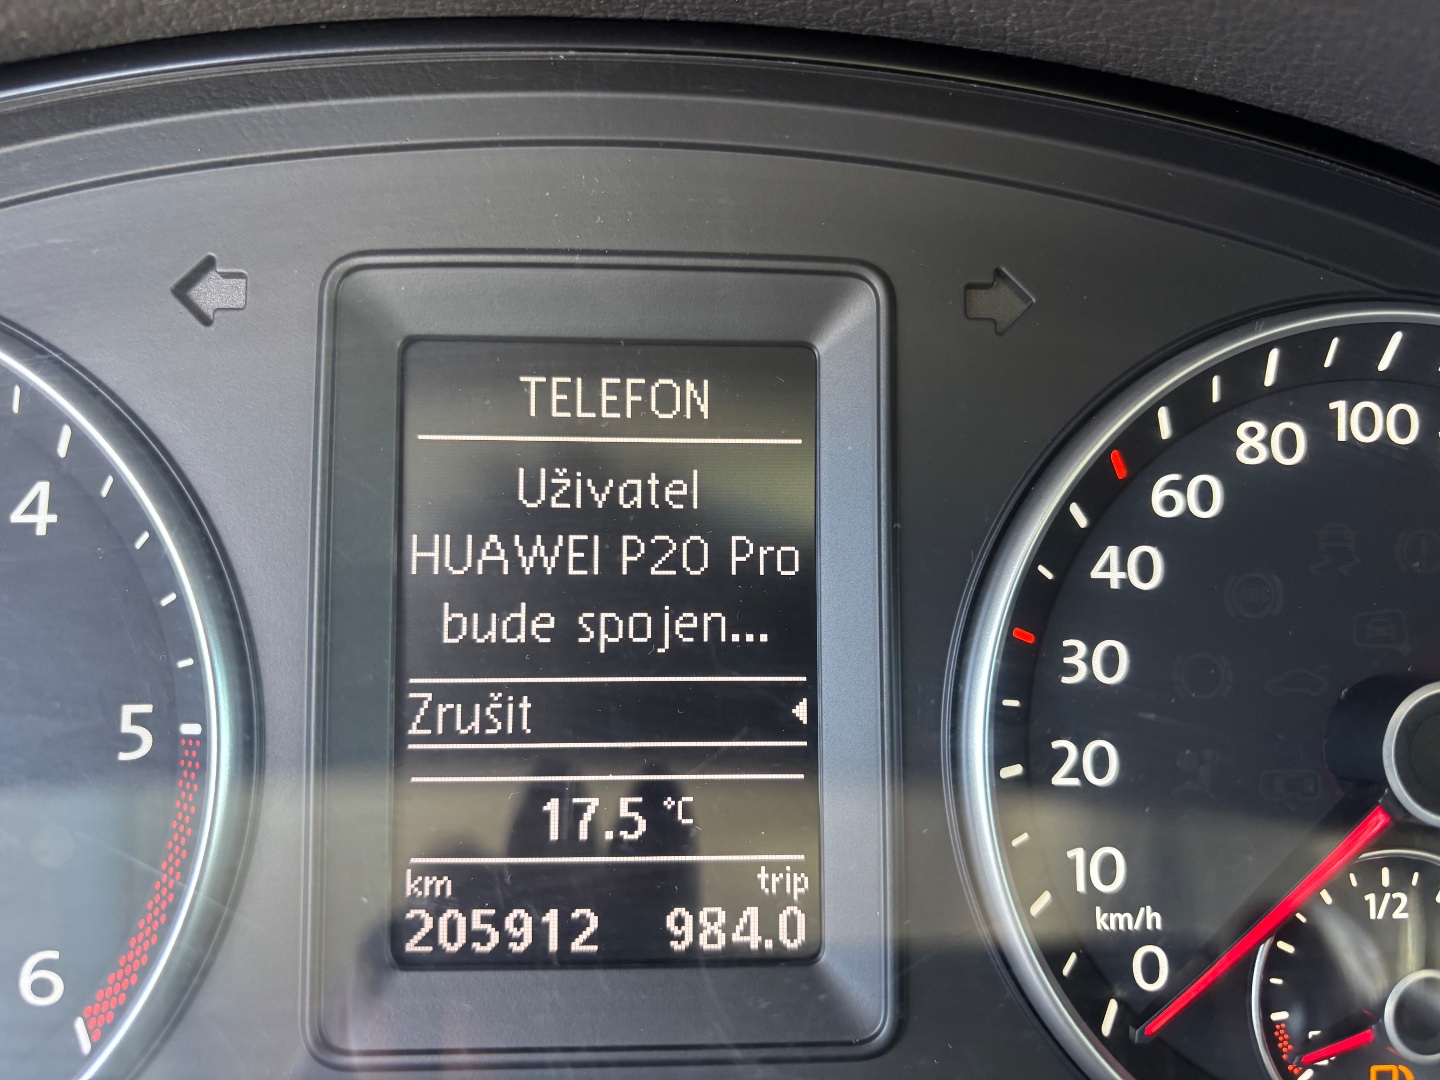 TELEFON
Uživatel
HUAWEI P20 Pro
bude spojen...
Zrušit
17.5 °C
km trip
205912 984.0
4
5
6
100
80
60
40
30
20
10
km/h
0
1/2
ABS